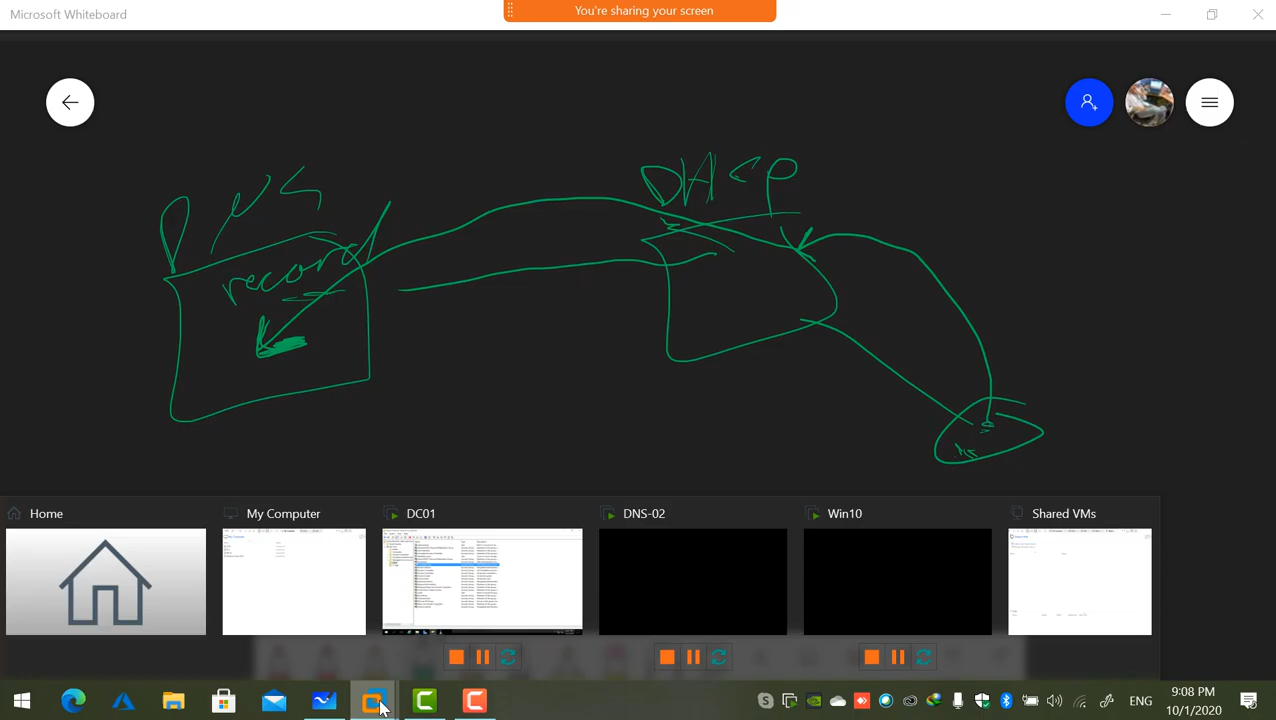 Microsoft Whiteboard
You're sharing your screen
DNS
DHCP
record
Home
My Computer
DC01
DNS-02
Win10
Shared VMs
ENG
9:08 PM
10/1/2020